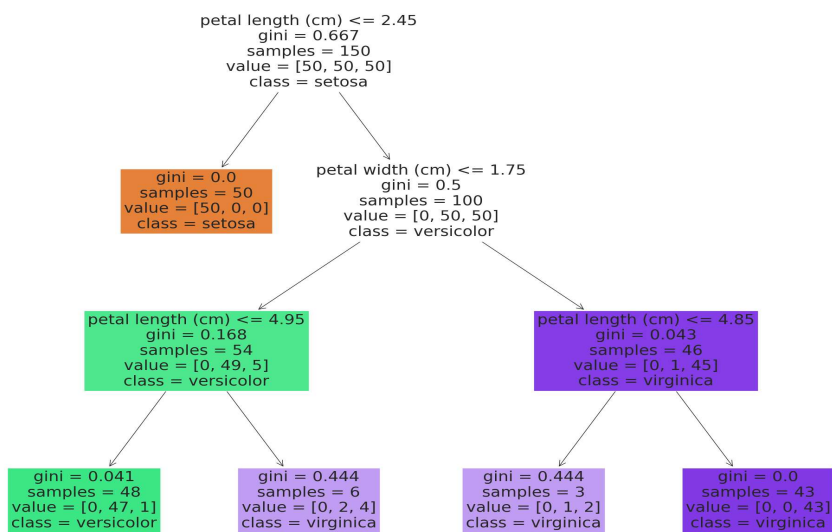 petal length (cm) <= 2.45
gini = 0.667
samples = 150
value = [50, 50, 50]
class = setosa
gini = 0.0
samples = 50
value = [50, 0, 0]
class = setosa
petal width (cm) <= 1.75
gini = 0.5
samples = 100
value = [0, 50, 50]
class = versicolor
petal length (cm) <= 4.95
gini = 0.168
samples = 54
value = [0, 49, 5]
class = versicolor
petal length (cm) <= 4.85
gini = 0.043
samples = 46
value = [0, 1, 45]
class = virginica
gini = 0.041
samples = 48
value = [0, 47, 1]
class = versicolor
gini = 0.444
samples = 6
value = [0, 2, 4]
class = virginica
gini = 0.444
samples = 3
value = [0, 1, 2]
class = virginica
gini = 0.0
samples = 43
value = [0, 0, 43]
class = virginica